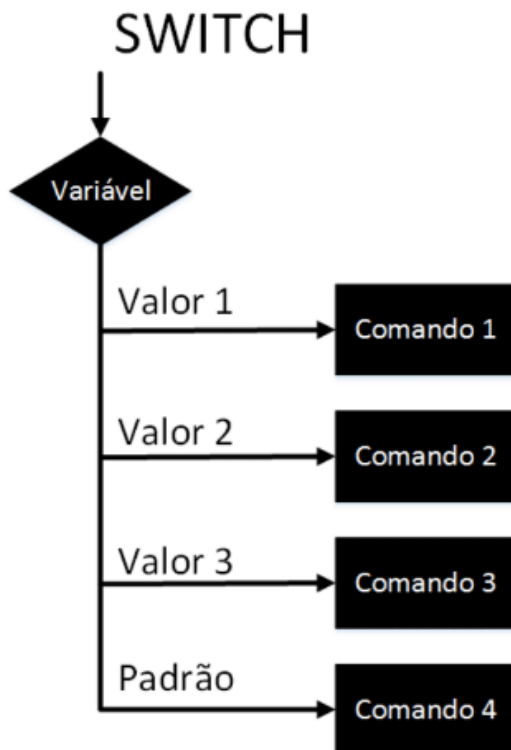 SWITCH
Variável
Valor 1
Comando 1
Valor 2
Comando 2
Valor 3
Comando 3
Padrão
Comando 4